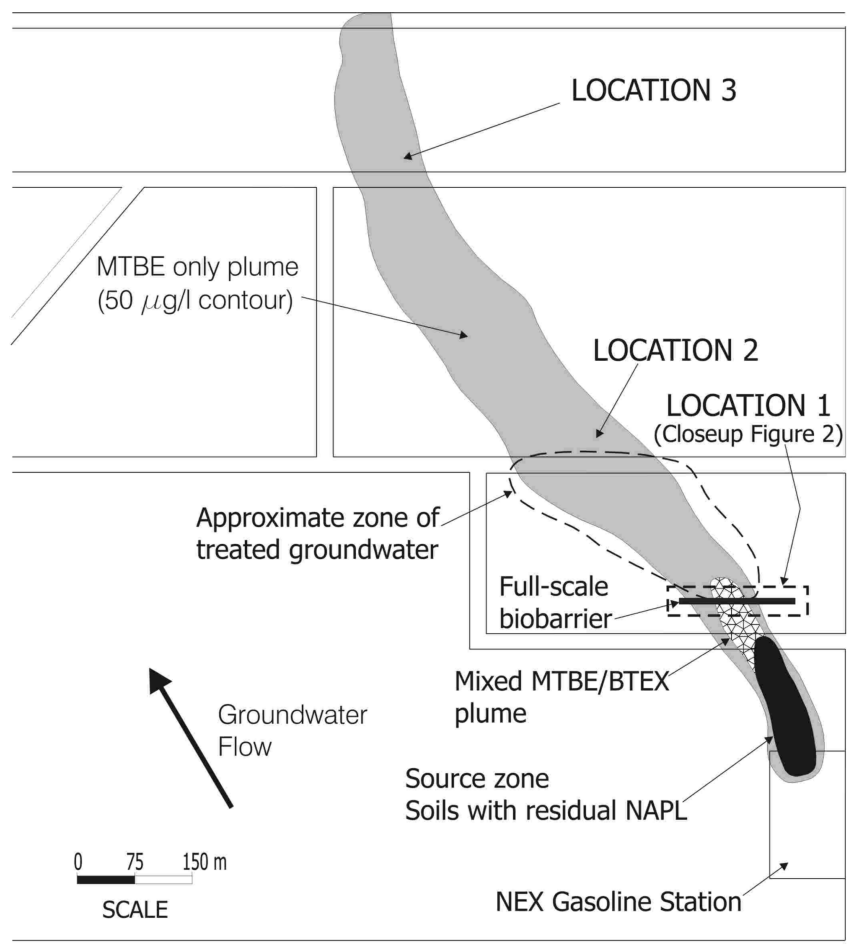 LOCATION 3
MTBE only plume
(50 µg/l contour)
LOCATION 2
LOCATION 1
(Closeup Figure 2)
Approximate zone of
treated groundwater
Full-scale
biobarrier
Mixed MTBE/BTEX
plume
Groundwater
Flow
Source zone
Soils with residual NAPL
0 75 150 m
SCALE
NEX Gasoline Station